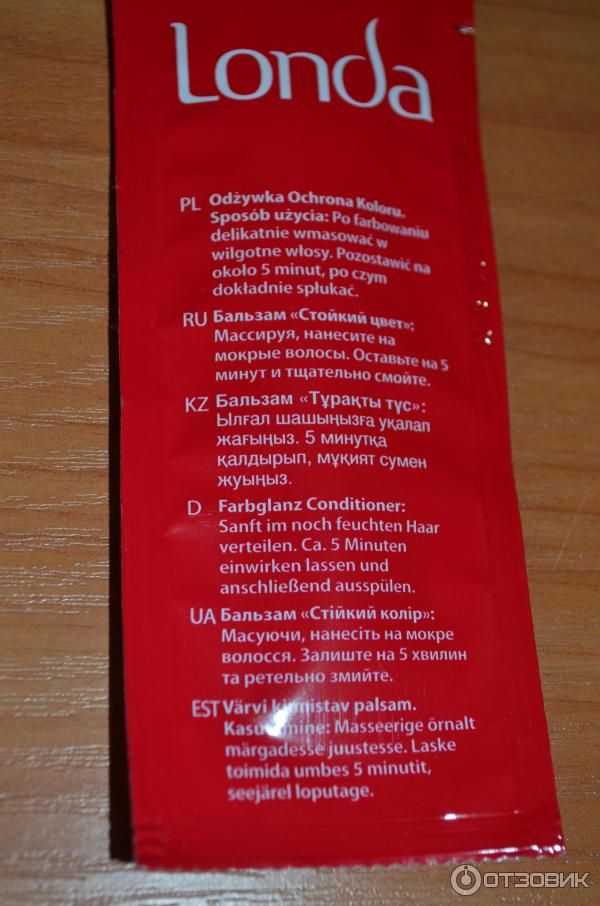 Londa
PL Odżywka Ochrona Koloru.
Sposób użycia: Po farbowaniu
delikatnie wmasować w
wilgotne włosy. Pozostawić na
około 5 minut, po czym
dokładnie spłukać.
RU Бальзам «Стойкий цвет»:
Массируя, нанесите на
мокрые волосы. Оставьте на 5
минут и тщательно смойте.
KZ Бальзам «Тұрақты түс»:
Ылғал шашыңызға уқалап
жағыңыз. 5 минутқа
қалдырып, мұқият сумен
жуыңыз.
D Farbglanz Conditioner:
Sanft im noch feuchten Haar
verteilen. Ca. 5 Minuten
einwirken lassen und
anschließend ausspülen.
UA Бальзам «Стійкий колір»:
Масуючи, нанесіть на мокре
волосся. Залиште на 5 хвилин
та ретельно змийте.
EST Värvi kinnistav palsam.
Kasutamine: Masseerige õrnalt
märgadesse juustesse. Laske
toimida umbes 5 minutit,
seejärel loputage.
ОТЗОВИК